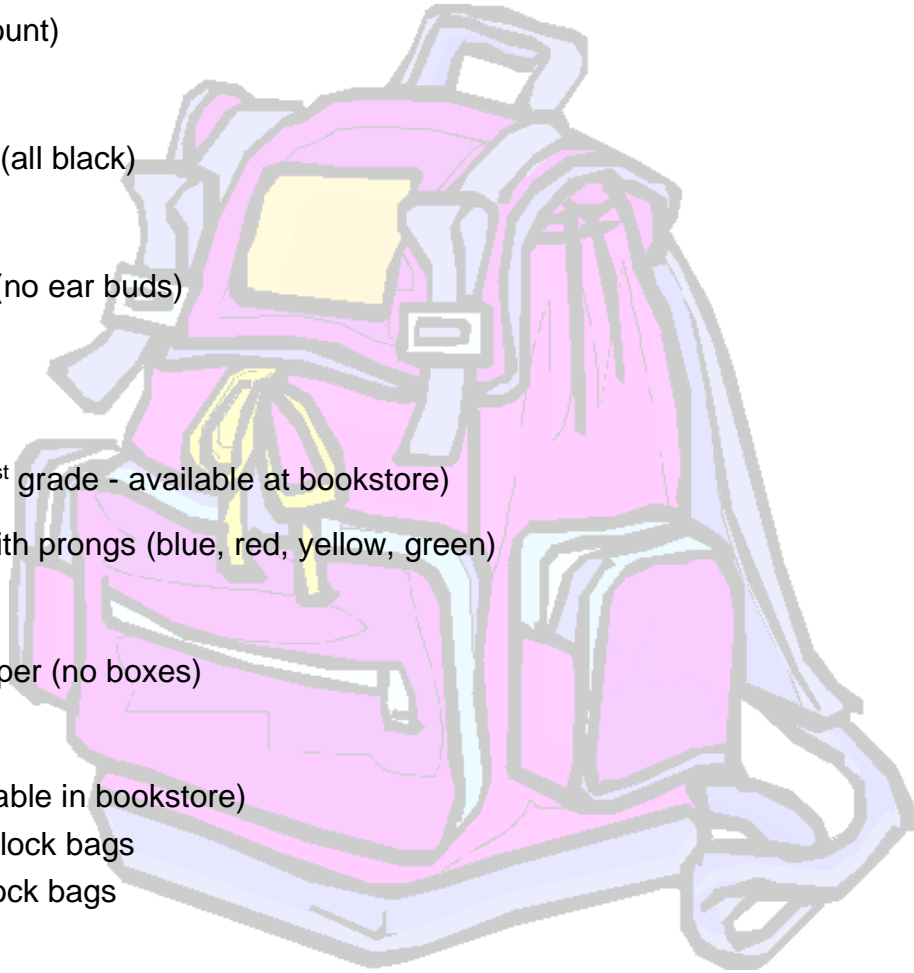 ount)
(all black)
(no ear buds)
st grade - available at bookstore)
ith prongs (blue, red, yellow, green)
per (no boxes)
able in bookstore)
lock bags
ock bags